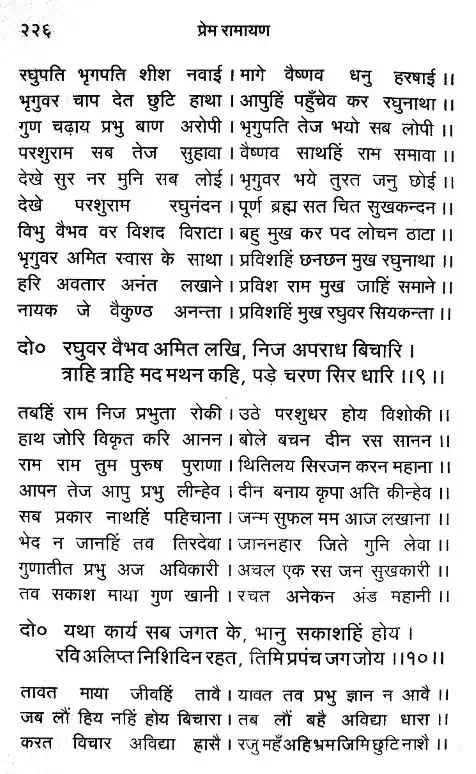 २२६ प्रेम रामायण
रघुपति भृगपति शीश नवाई । मागे वैष्णव धनु हरषाई ।।
भृगुवर चाप देत छुटि हाथा । आपुहिं पहुँचेव कर रघुनाथा ।।
गुण चढ़ाय प्रभु बाण अरोपी । भृगुपति तेज भयो सब लोपी ।।
परशुराम सब तेज सुहावा । वैष्णव साथहिं राम समावा ।।
देखे सुर नर मुनि सब लोई । भृगुवर भये तुरत जनु छोई ।।
देखे परशुराम रघुनंदन । पूर्ण ब्रह्म सत चित सुखकन्दन ।।
विभु वैभव वर विशद विराटा । बहु मुख कर पद लोचन ठाटा ।।
भृगुवर अमित स्वास के साथा । प्रविशहिं छनछन मुख रघुनाथा ।।
हरि अवतार अनंत लखाने । प्रविश राम मुख जाहिं समाने ।।
नायक जे वैकुण्ठ अनन्ता । प्रविशहिं मुख रघुवर सियकन्ता ।।
दो० रघुवर वैभव अमित लखि, निज अपराध बिचारि ।
त्राहि त्राहि मद मथन कहि, पड़े चरण सिर धारि ।।९।।
तबहिं राम निज प्रभुता रोकी । उठे परशुधर होय विशोकी ।।
हाथ जोरि विकृत करि आनन । बोले बचन दीन रस सानन ।।
राम राम तुम पुरुष पुराणा । थितिलय सिरजन करन महाना ।।
आपन तेज आपु प्रभु लीन्हेव । दीन बनाय कृपा अति कीन्हेव ।।
सब प्रकार नाथहिं पहिचाना । जन्म सुफल मम आज लखाना ।।
भेद न जानहिं तव तिरदेवा । जाननहार जिते गुनि लेवा ।।
गुणातीत प्रभु अज अविकारी । अचल एक रस जन सुखकारी ।।
तव सकाश माया गुण खानी । रचत अनेकन अंड महानी ।।
दो० यथा कार्य सब जगत के, भानु सकाशहिं होय ।
रवि अलिप्त निशिदिन रहत, तिमि प्रपंच जग जोय ।।१०।।
तावत माया जीवहिं तावै । यावत तव प्रभु ज्ञान न आवै ।।
जब लौं हिय नहिं होय बिचारा । तब लौं बहै अविद्या धारा ।।
करत विचार अविद्या ह्रासै । रजु महँ अहि भ्रम जिमि छुटि नाशै ।।